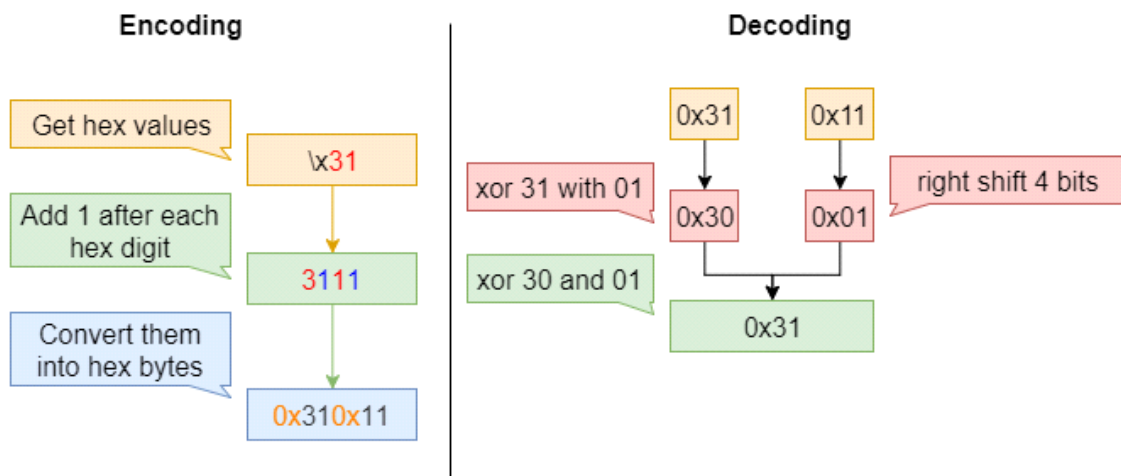 Encoding
Get hex values
\x31
Add 1 after each
hex digit
3111
Convert them
into hex bytes
0x310x11
Decoding
0x31
0x11
xor 31 with 01
0x30
0x01
right shift 4 bits
xor 30 and 01
0x31